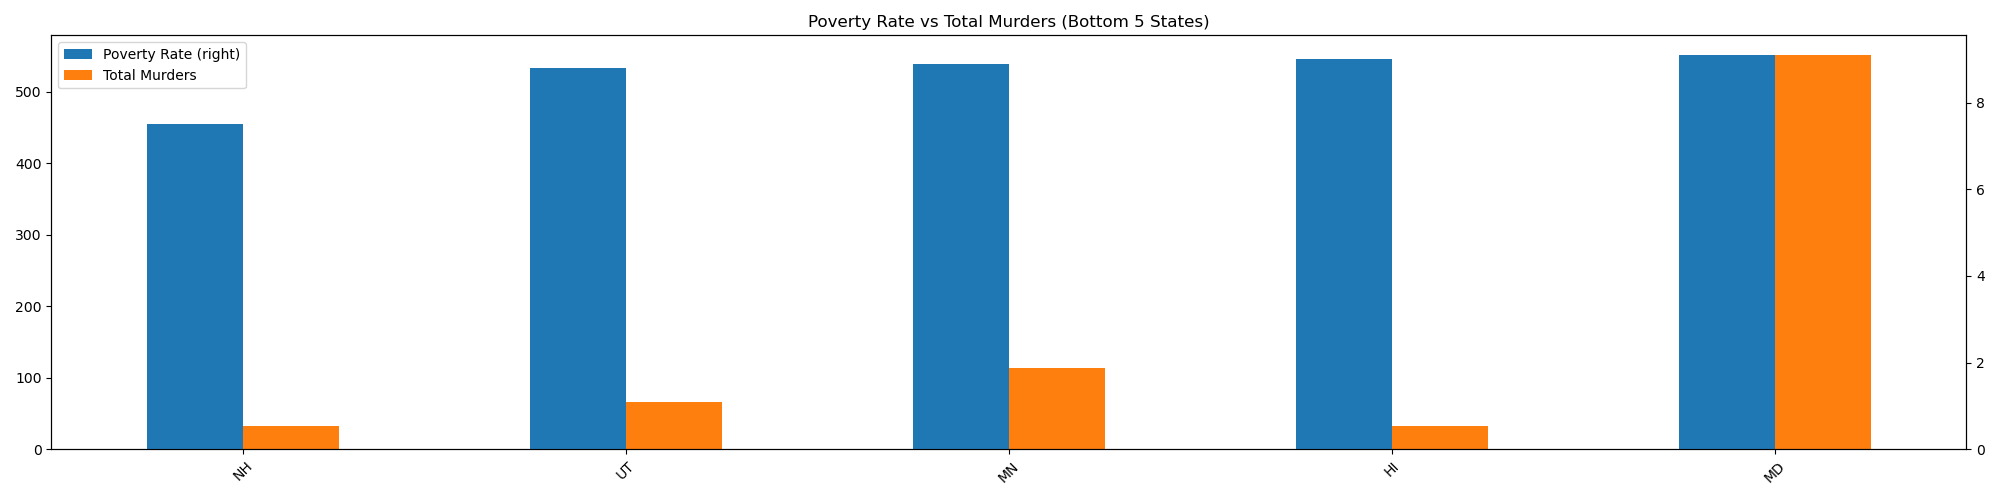 Poverty Rate vs Total Murders (Bottom 5 States)
Poverty Rate (right)
Total Murders
500
400
300
200
100
0
8
6
4
2
0
NH
UT
MN
HI
MD